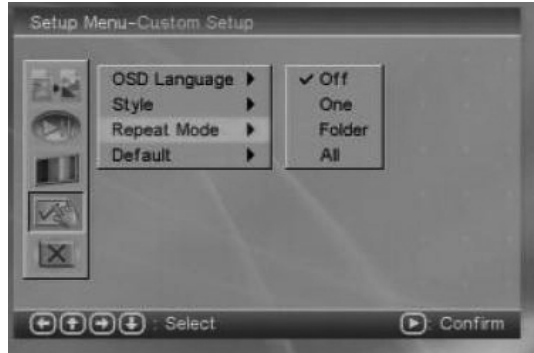 Setup Menu-Custom Setup
OSD Language
Style
Repeat Mode
Default
✓ Off
One
Folder
All
: Select
: Confirm